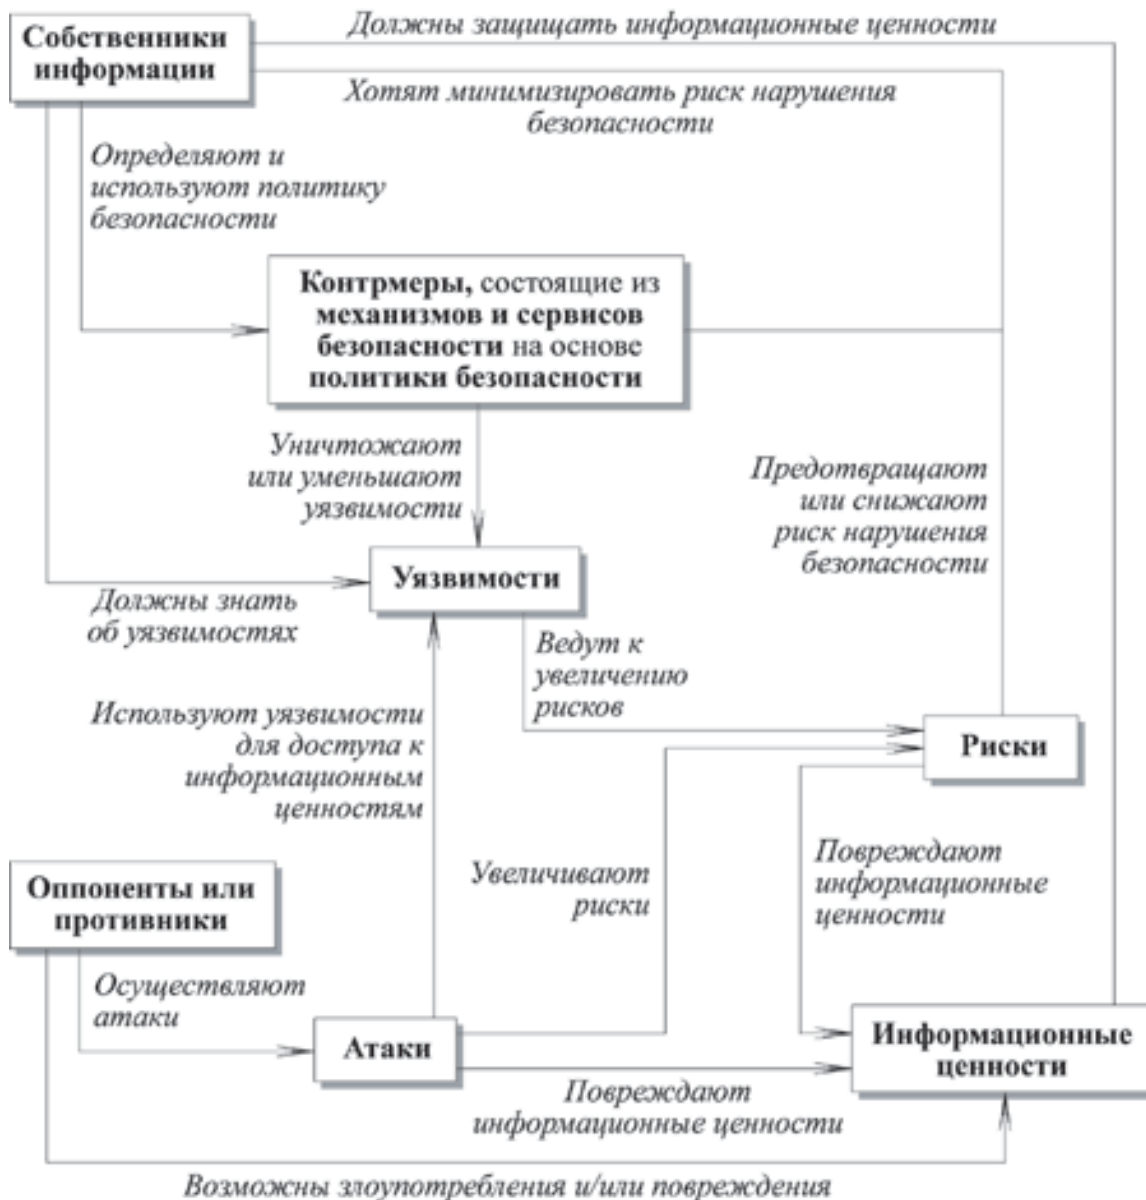 Собственники
информации
Должны защищать информационные ценности
Хотят минимизировать риск нарушения
безопасности
Определяют и
используют политику
безопасности
Контрмеры, состоящие из
механизмов и сервисов
безопасности на основе
политики безопасности
Уничтожают
или уменьшают
уязвимости
Предотвращают
или снижают
риск нарушения
безопасности
Уязвимости
Должны знать
об уязвимостях
Ведут к
увеличению
рисков
Используют уязвимости
для доступа к
информационным
ценностям
Риски
Оппоненты или
противники
Увеличивают
риски
Повреждают
информационные
ценности
Осуществляют
атаки
Атаки
Информационные
ценности
Повреждают
информационные ценности
Возможны злоупотребления и/или повреждения